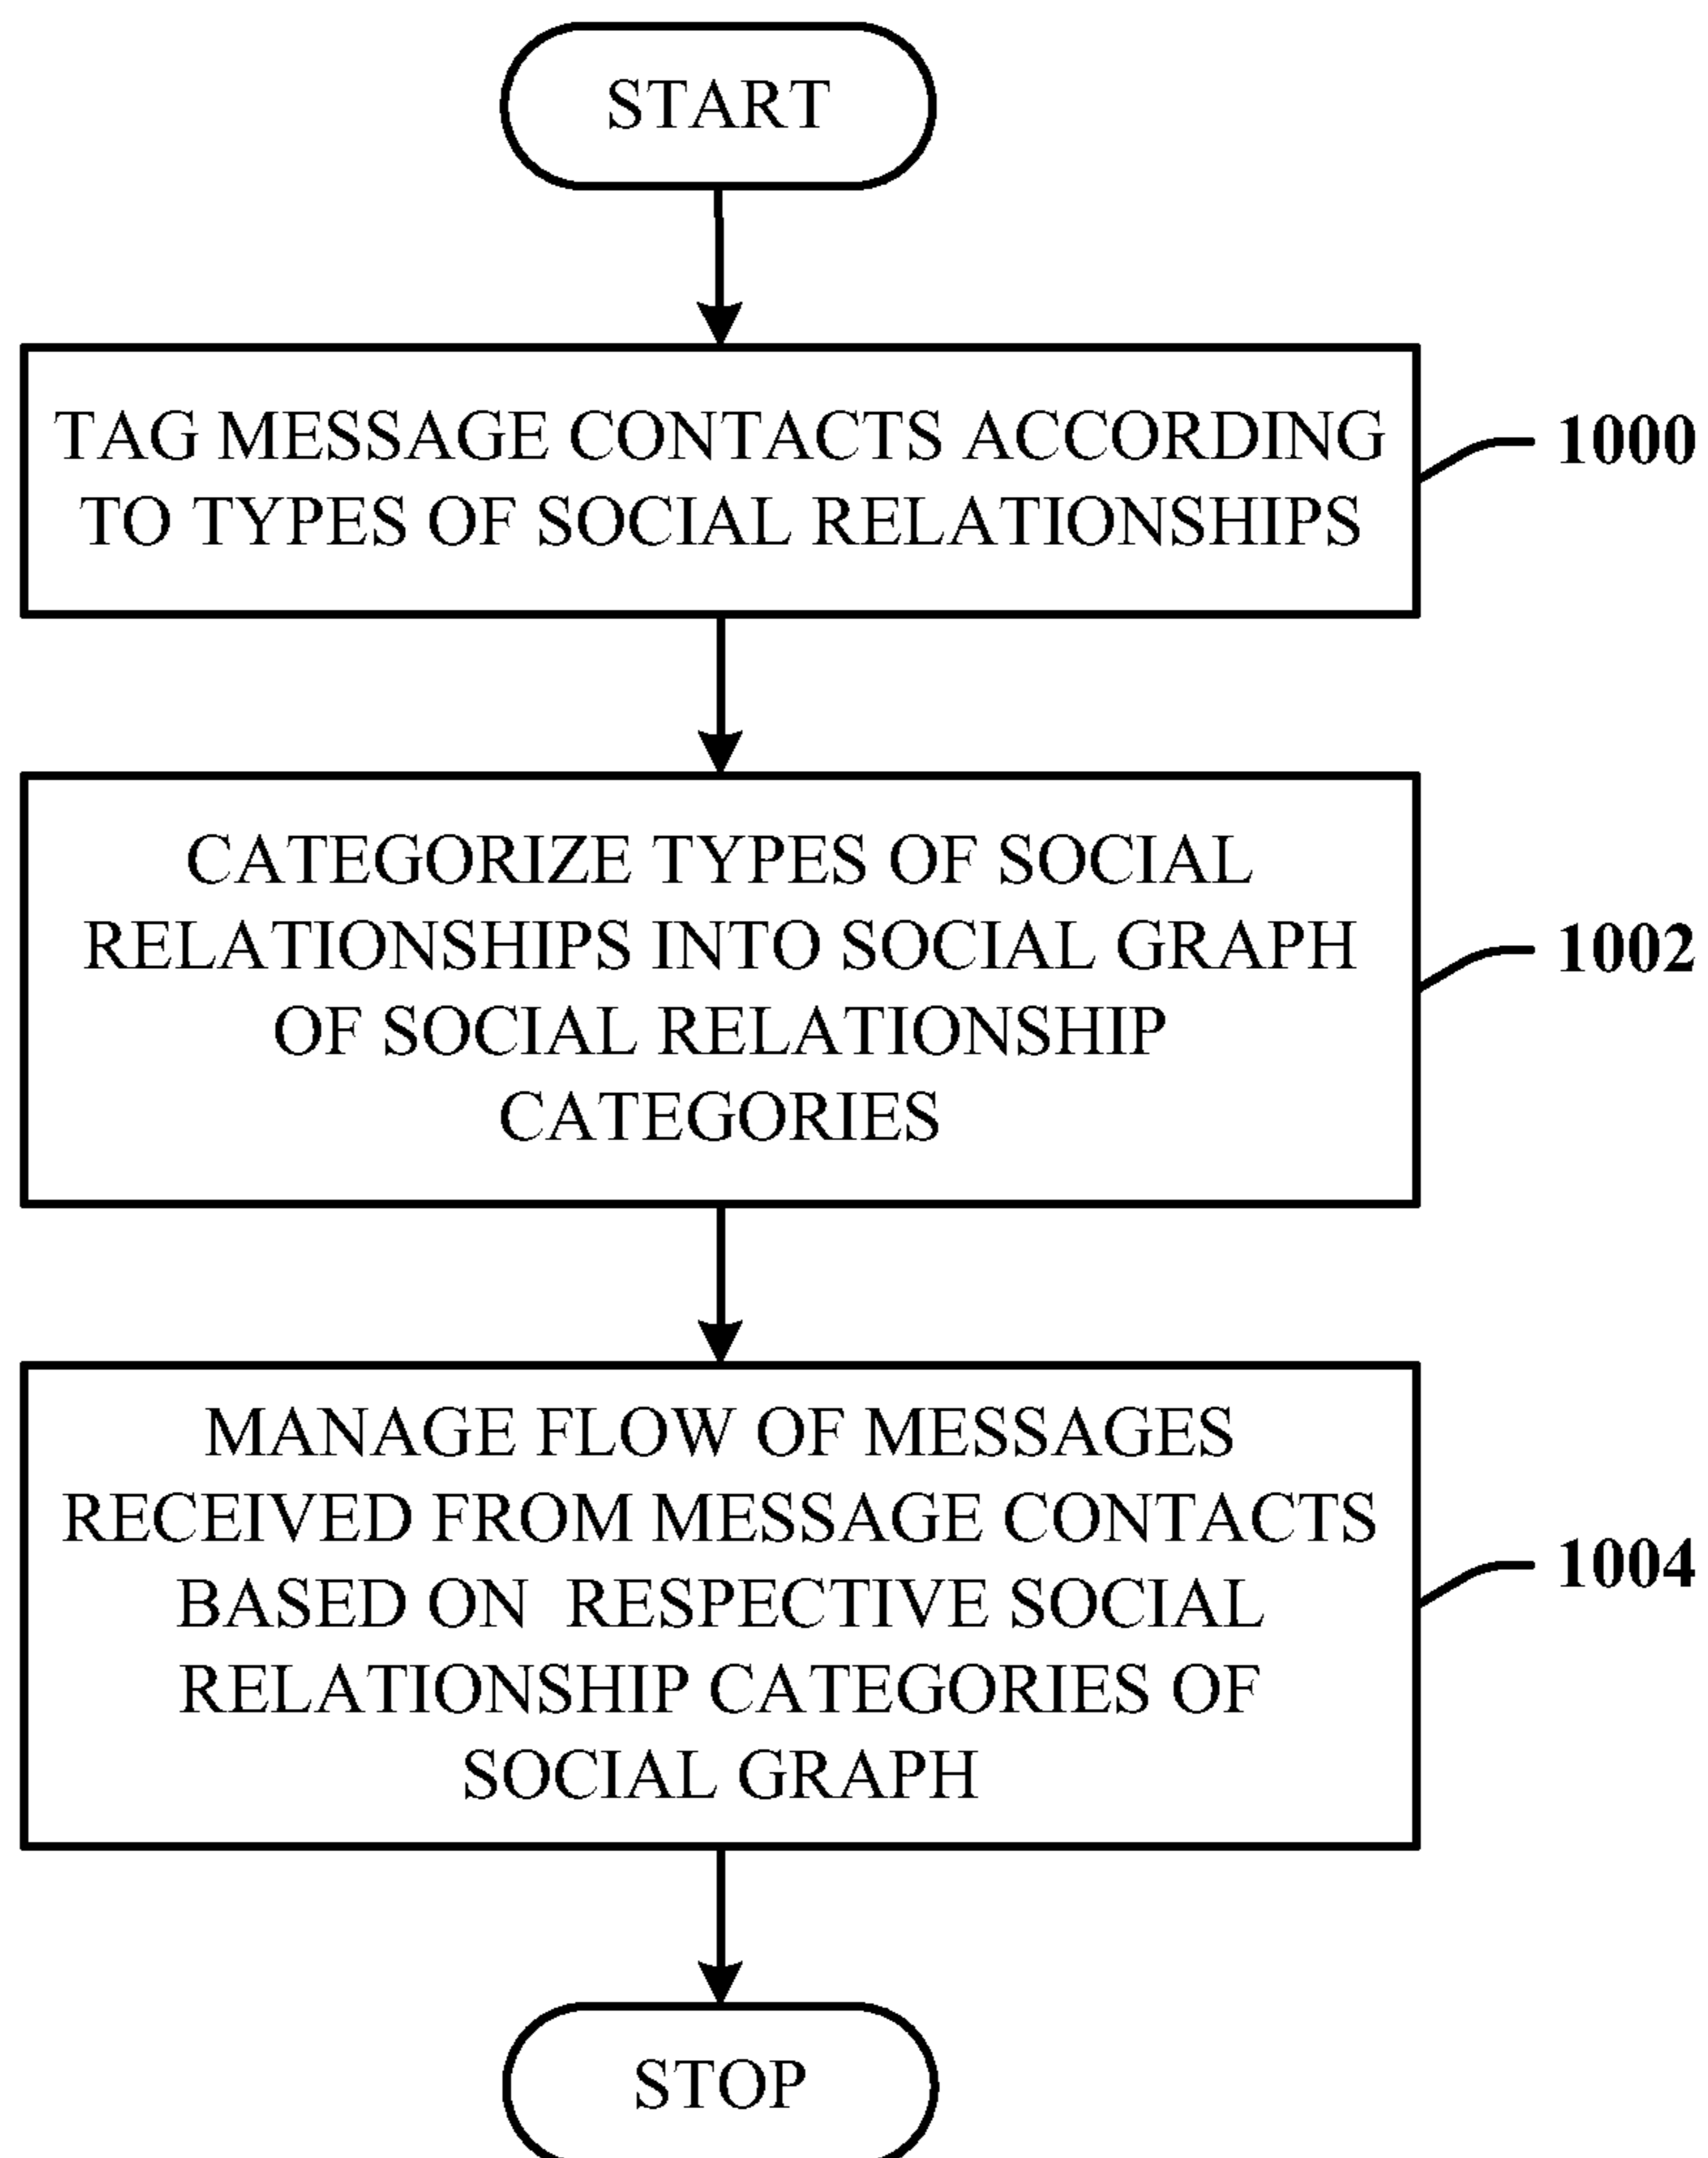 START
TAG MESSAGE CONTACTS ACCORDING
TO TYPES OF SOCIAL RELATIONSHIPS
1000
CATEGORIZE TYPES OF SOCIAL
RELATIONSHIPS INTO SOCIAL GRAPH
OF SOCIAL RELATIONSHIP
CATEGORIES
1002
MANAGE FLOW OF MESSAGES
RECEIVED FROM MESSAGE CONTACTS
BASED ON RESPECTIVE SOCIAL
RELATIONSHIP CATEGORIES OF
SOCIAL GRAPH
1004
STOP